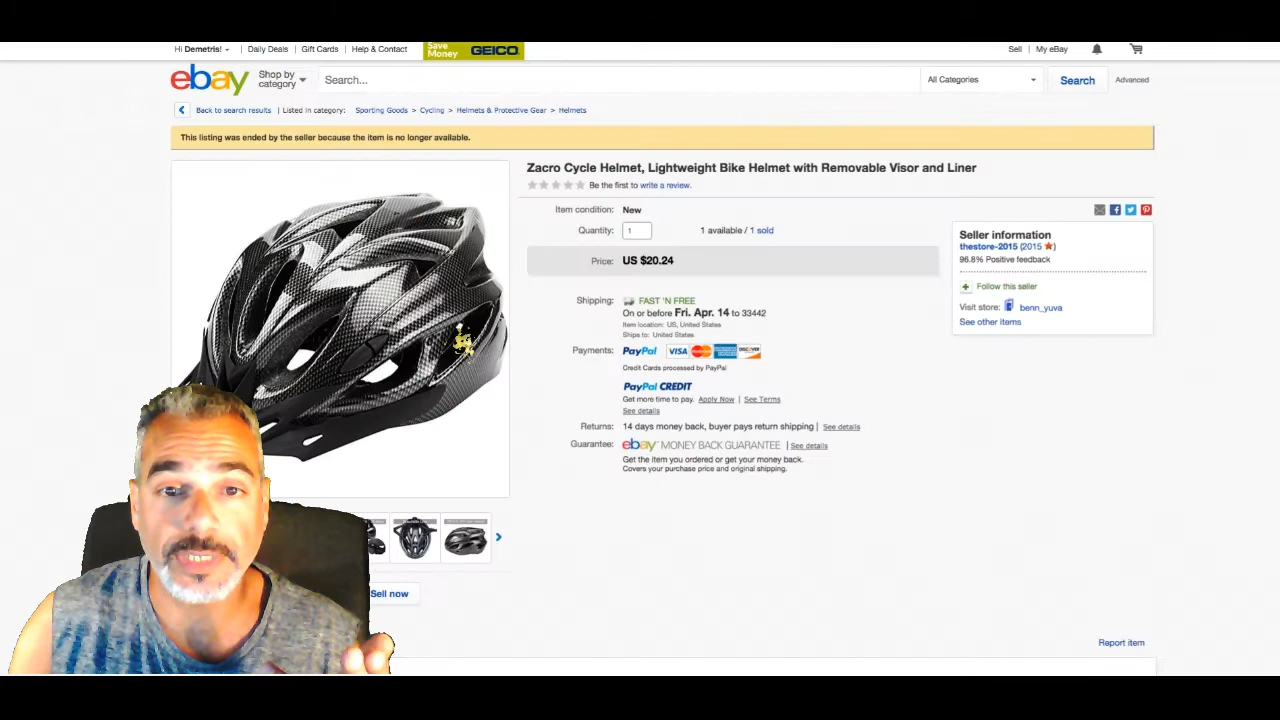 Hi Demetris!
Daily Deals
Gift Cards
Help & Contact
Save Money GEICO
Sell
My eBay
ebay
Shop by category
Search...
All Categories
Search
Advanced
Back to search results
Listed in category:
Sporting Goods > Cycling > Helmets & Protective Gear > Helmets
This listing was ended by the seller because the item is no longer available.
Zacro Cycle Helmet, Lightweight Bike Helmet with Removable Visor and Liner
Be the first to write a review.
Item condition: New
Quantity: 1
1 available / 1 sold
Price: US $20.24
Shipping: FAST 'N FREE
On or before Fri. Apr. 14 to 33442
Item location: US, United States
Ships to: United States
Payments: PayPal VISA MasterCard AMERICAN EXPRESS DISCOVER
Credit Cards processed by PayPal
PayPal CREDIT
Get more time to pay. Apply Now | See Terms
See details
Returns: 14 days money back, buyer pays return shipping | See details
Guarantee: ebay MONEY BACK GUARANTEE | See details
Get the item you ordered or get your money back.
Covers your purchase price and original shipping.
Seller information
thestore-2015 (2015 )
96.8% Positive feedback
Follow this seller
Visit store: benn_yuva
See other items
Sell now
Report item